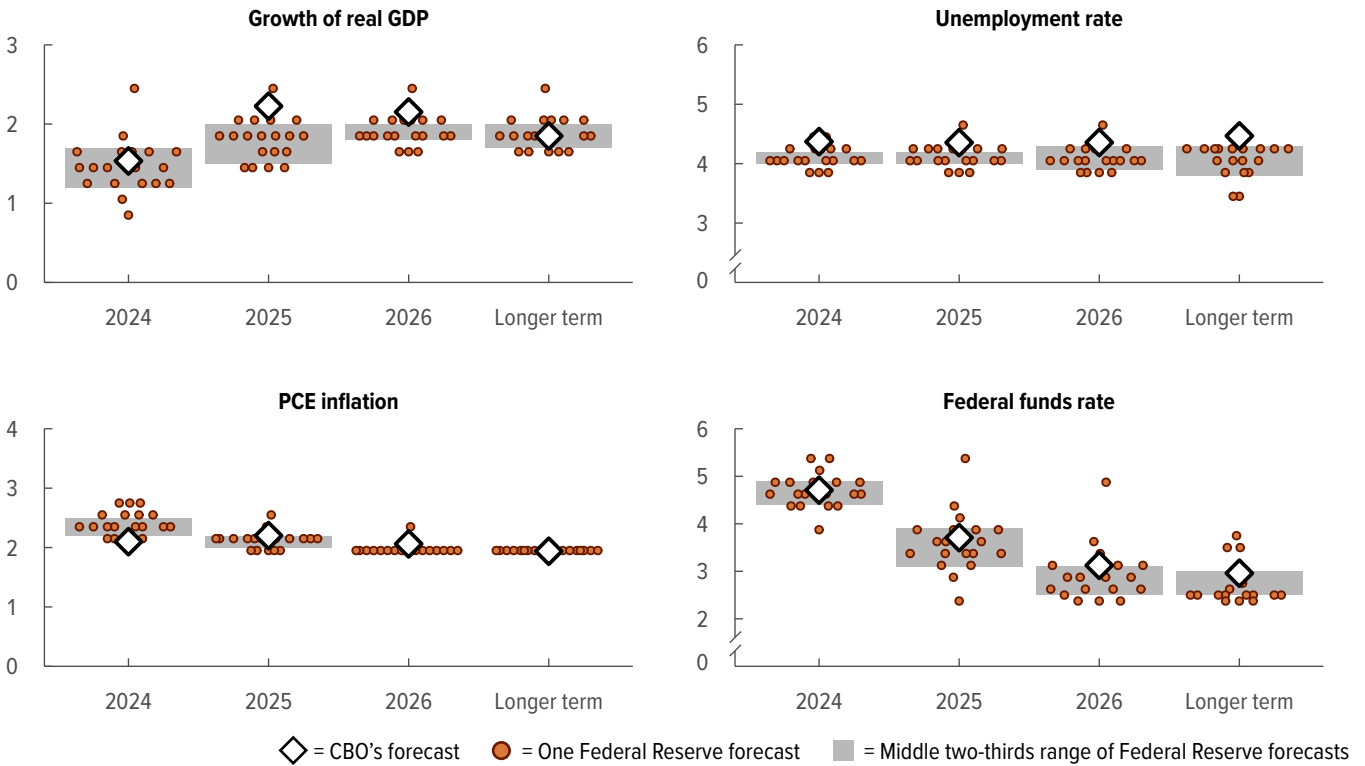 Growth of real GDP
3
2
1
0
2024 2025 2026 Longer term
Unemployment rate
6
5
4
3
0
2024 2025 2026 Longer term
PCE inflation
4
3
2
1
0
2024 2025 2026 Longer term
Federal funds rate
6
5
4
3
2
0
2024 2025 2026 Longer term
= CBO’s forecast = One Federal Reserve forecast = Middle two-thirds range of Federal Reserve forecasts